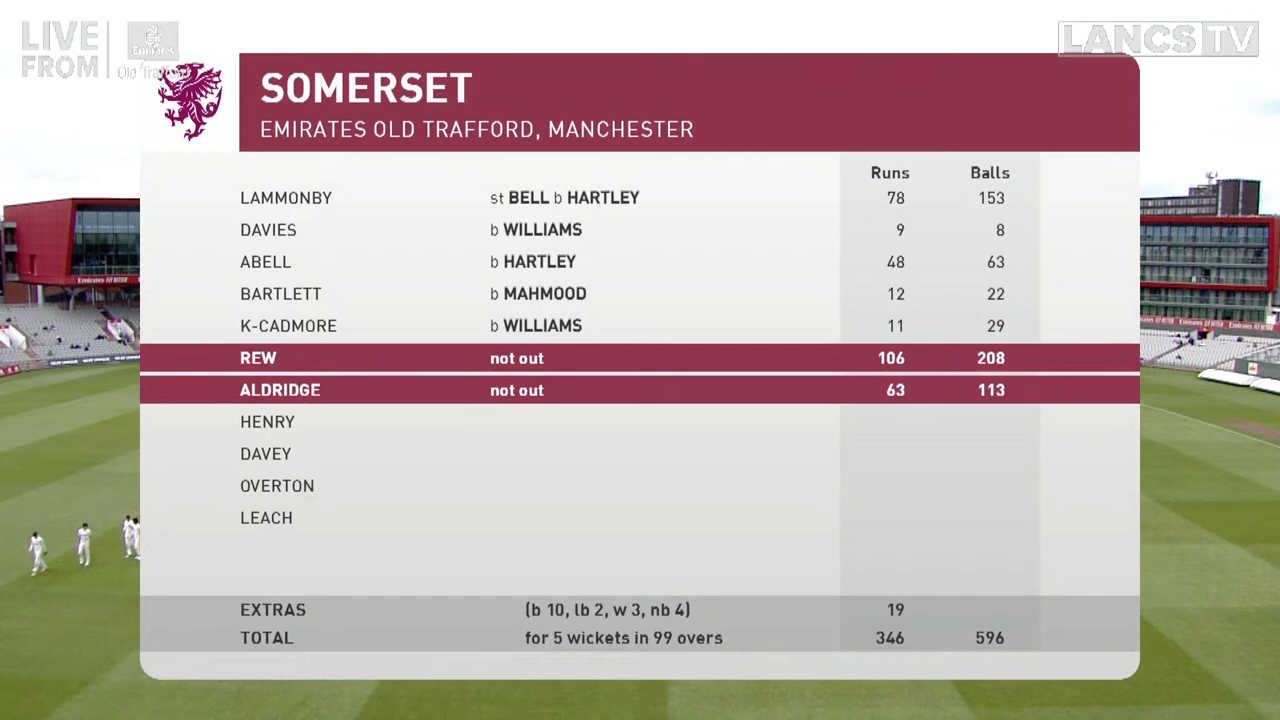 LIVE FROM
Emirates
Old Trafford
LANCS TV
SOMERSET
EMIRATES OLD TRAFFORD, MANCHESTER
Runs Balls
LAMMONBY st BELL b HARTLEY 78 153
DAVIES b WILLIAMS 9 8
ABELL b HARTLEY 48 63
BARTLETT b MAHMOOD 12 22
K-CADMORE b WILLIAMS 11 29
REW not out 106 208
ALDRIDGE not out 63 113
HENRY
DAVEY
OVERTON
LEACH
EXTRAS (b 10, lb 2, w 3, nb 4) 19
TOTAL for 5 wickets in 99 overs 346 596